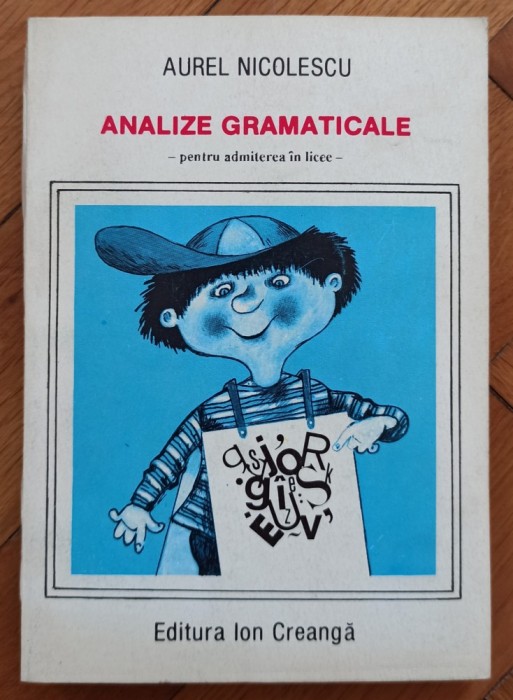 AUREL NICOLESCU
ANALIZE GRAMATICALE
– pentru admiterea în licee –
Editura Ion Creangă